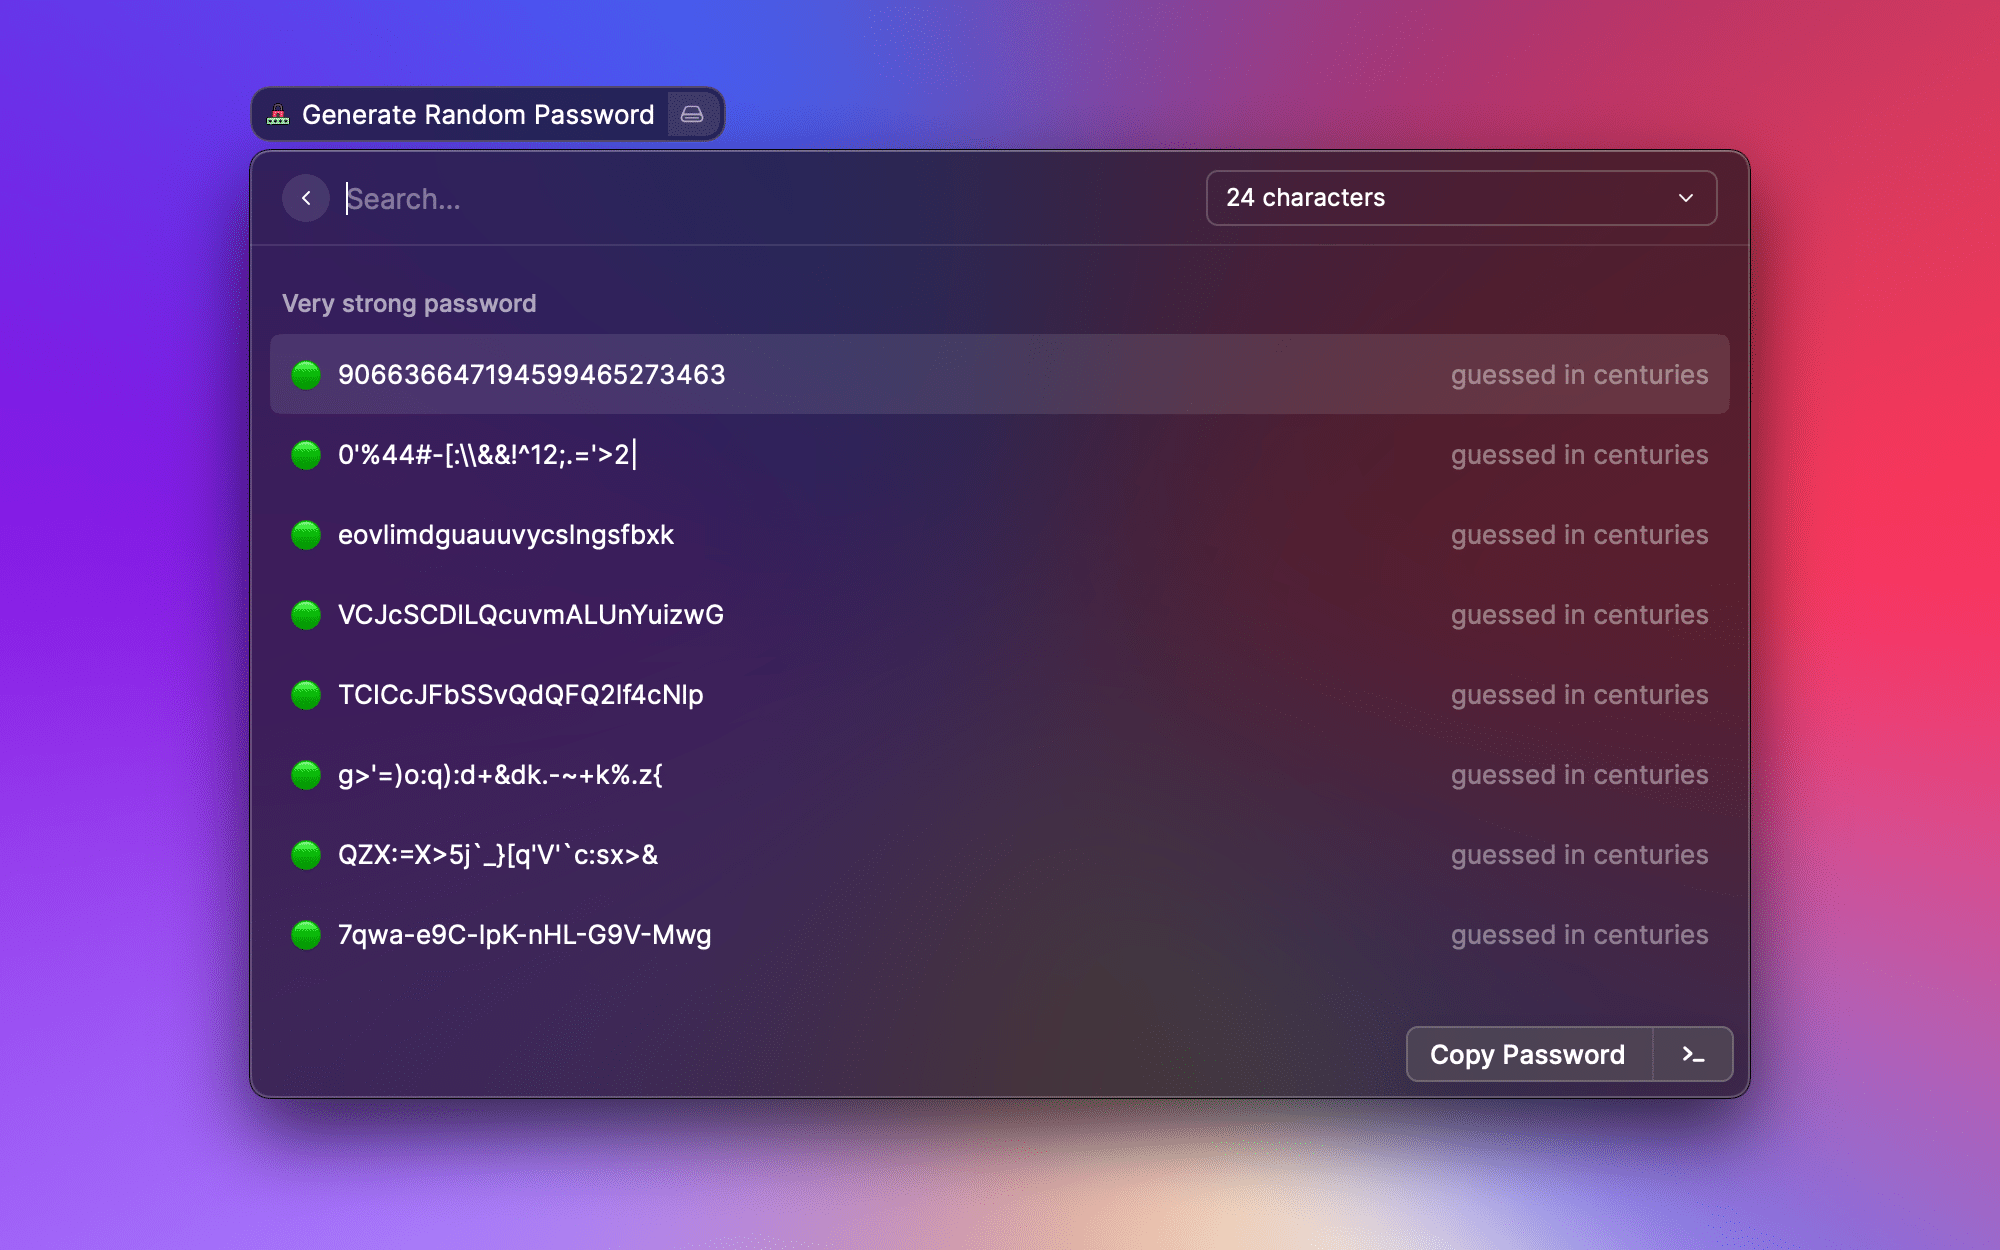 Generate Random Password
Search...
24 characters
Very strong password
906636647194599465273463
guessed in centuries
0'%44#-[:\\&&!^12;.='>2|
guessed in centuries
eovlimdguauuvycslngsfbxk
guessed in centuries
VCJcSCDILQcuvmALUnYuizwG
guessed in centuries
TCICcJFbSSvQdQFQ2lf4cNlp
guessed in centuries
g>'=)o:q):d+&dk.-~+k%.z{
guessed in centuries
QZX:=X>5j`_}[q'V'`c:sx>&
guessed in centuries
7qwa-e9C-lpK-nHL-G9V-Mwg
guessed in centuries
Copy Password